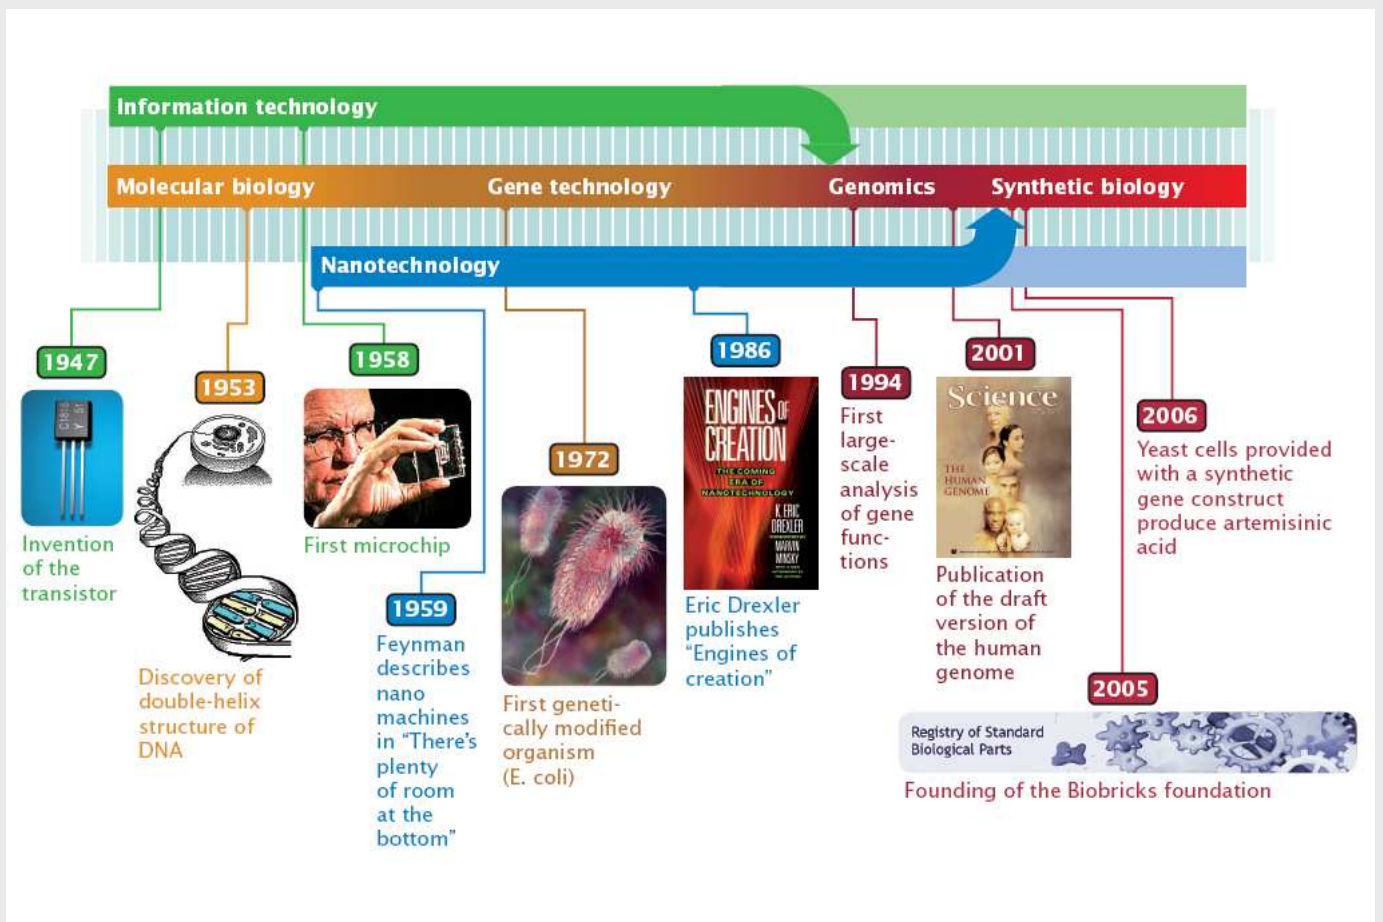 Information technology
Molecular biology
Gene technology
Genomics
Synthetic biology
Nanotechnology
1947
Invention
of the
transistor
1953
Discovery of
double-helix
structure of
DNA
1958
First microchip
1959
Feynman
describes
nano
machines
in “There’s
plenty
of room
at the
bottom”
1972
First geneti-
cally modified
organism
(E. coli)
1986
ENGINES OF
CREATION
THE COMING
ERA OF
NANOTECHNOLOGY
K. ERIC
DREXLER
MARVIN
MINSKY
Eric Drexler
publishes
“Engines of
creation”
1994
First
large-
scale
analysis
of gene
func-
tions
2001
Science
THE
HUMAN
GENOME
Publication
of the draft
version of
the human
genome
2005
Registry of Standard
Biological Parts
Founding of the Biobricks foundation
2006
Yeast cells provided
with a synthetic
gene construct
produce artemisinic
acid